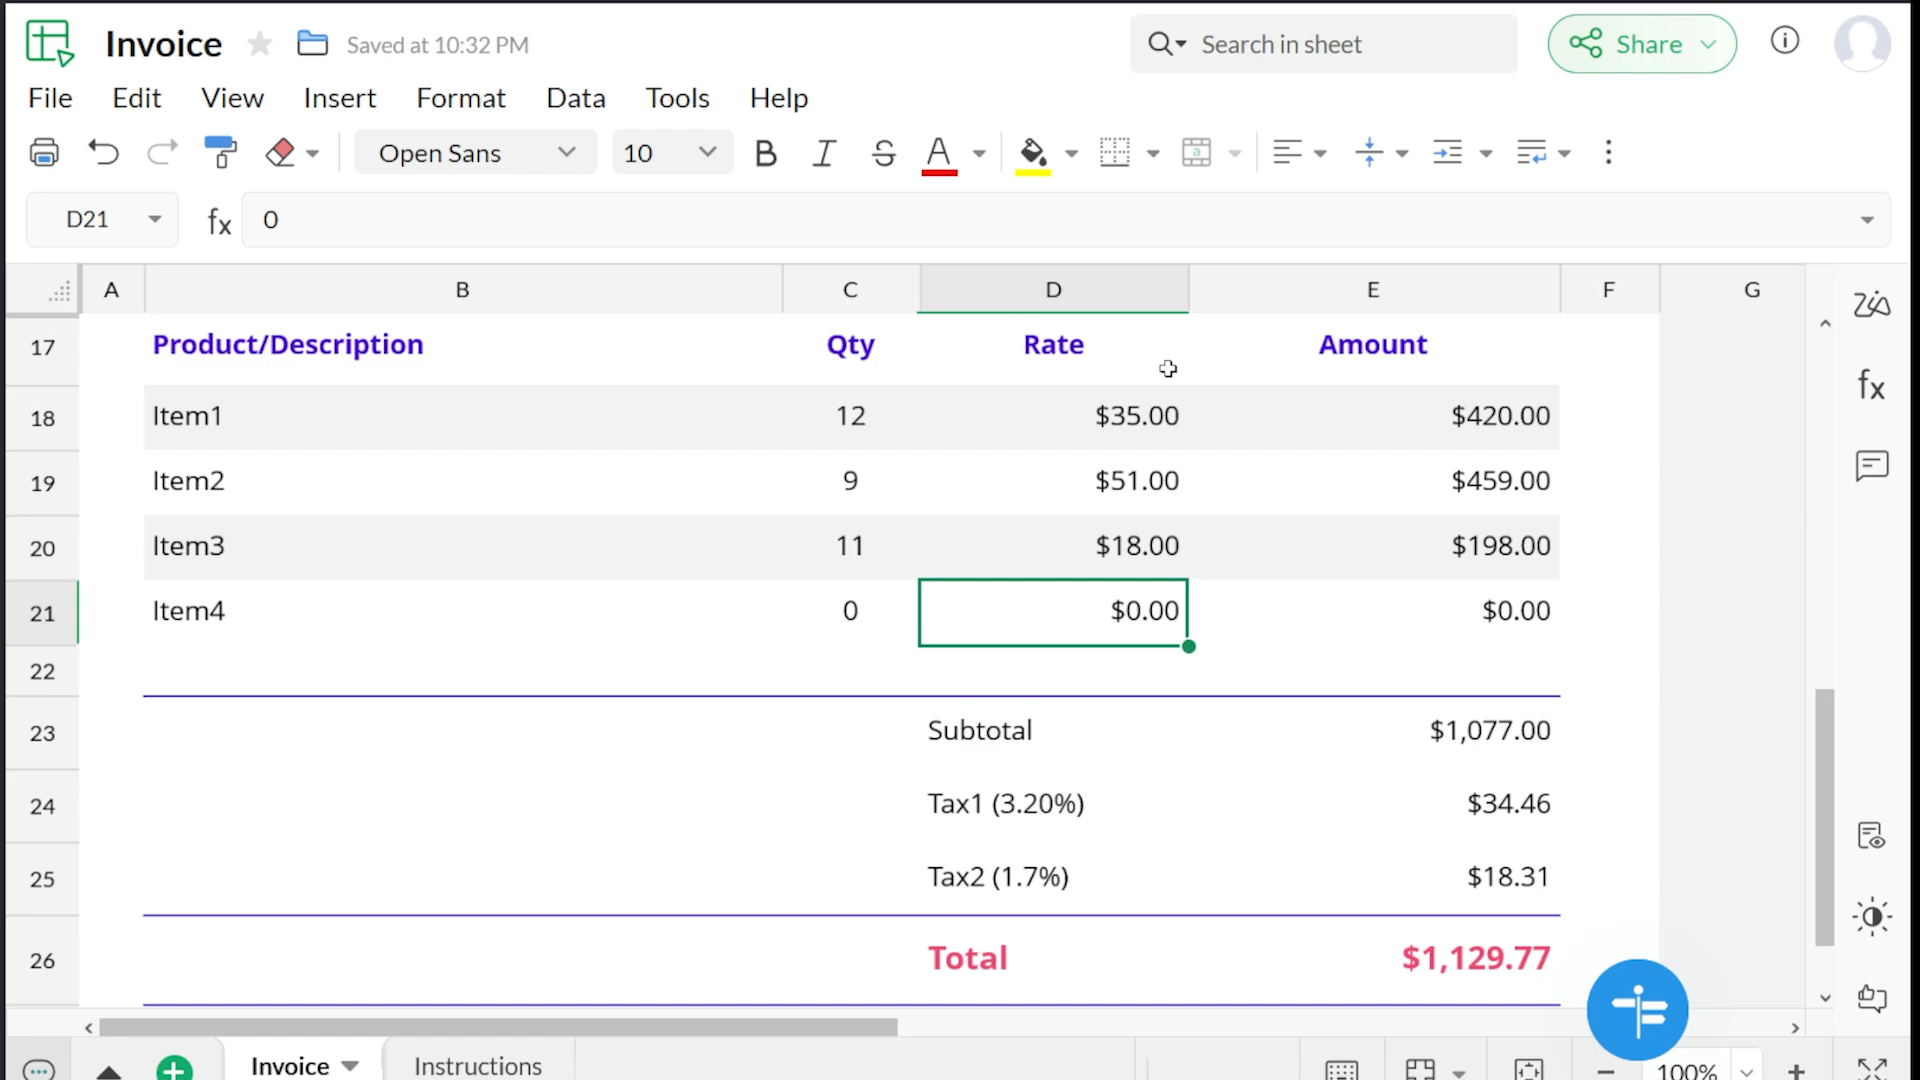 Invoice Saved at 10:32 PM Search in sheet Share
File Edit View Insert Format Data Tools Help
Open Sans 10 B I S A a
D21 fx 0
A B C D E F G
17 Product/Description Qty Rate Amount
18 Item1 12 $35.00 $420.00
fx
19 Item2 9 $51.00 $459.00
20 Item3 11 $18.00 $198.00
21 Item4 0 $0.00 $0.00
22
23 Subtotal $1,077.00
24 Tax1 (3.20%) $34.46
25 Tax2 (1.7%) $18.31
26 Total $1,129.77
Invoice Instructions 100%